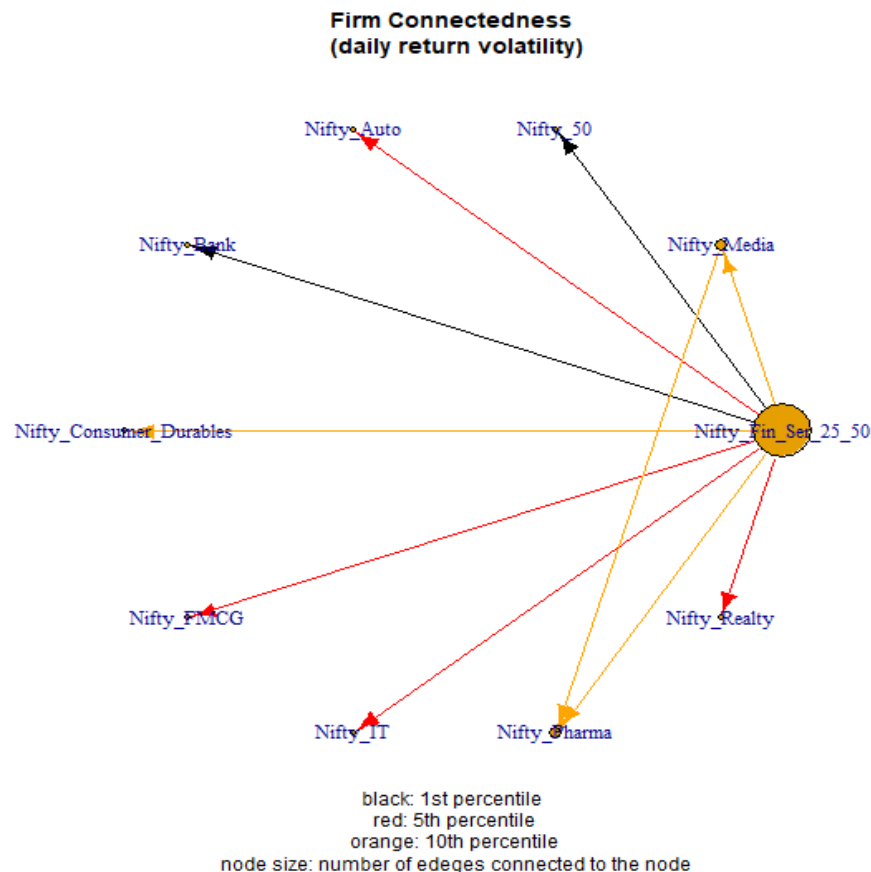 Firm Connectedness
(daily return volatility)
Nifty_Auto
Nifty_50
Nifty_Bank
Nifty_Media
Nifty_Consumer_Durables
Nifty_Fin_Ser_25_50
Nifty_FMCG
Nifty_Realty
Nifty_IT
Nifty_Pharma
black: 1st percentile
red: 5th percentile
orange: 10th percentile
node size: number of edeges connected to the node